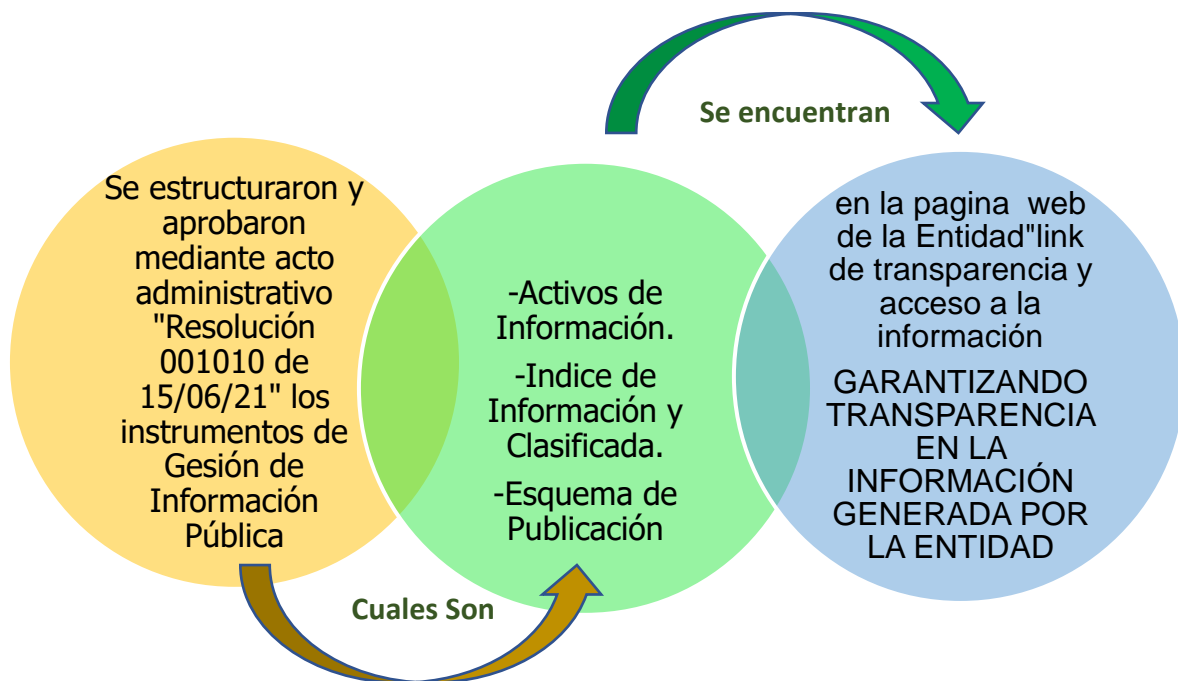 Se estructuraron y
aprobaron
mediante acto
administrativo
"Resolución
001010 de
15/06/21" los
instrumentos de
Gesión de
Información
Pública
Cuales Son
-Activos de
Información.
-Indice de
Información y
Clasificada.
-Esquema de
Publicación
Se encuentran
en la pagina web
de la Entidad"link
de transparencia y
acceso a la
información
GARANTIZANDO
TRANSPARENCIA
EN LA
INFORMACIÓN
GENERADA POR
LA ENTIDAD